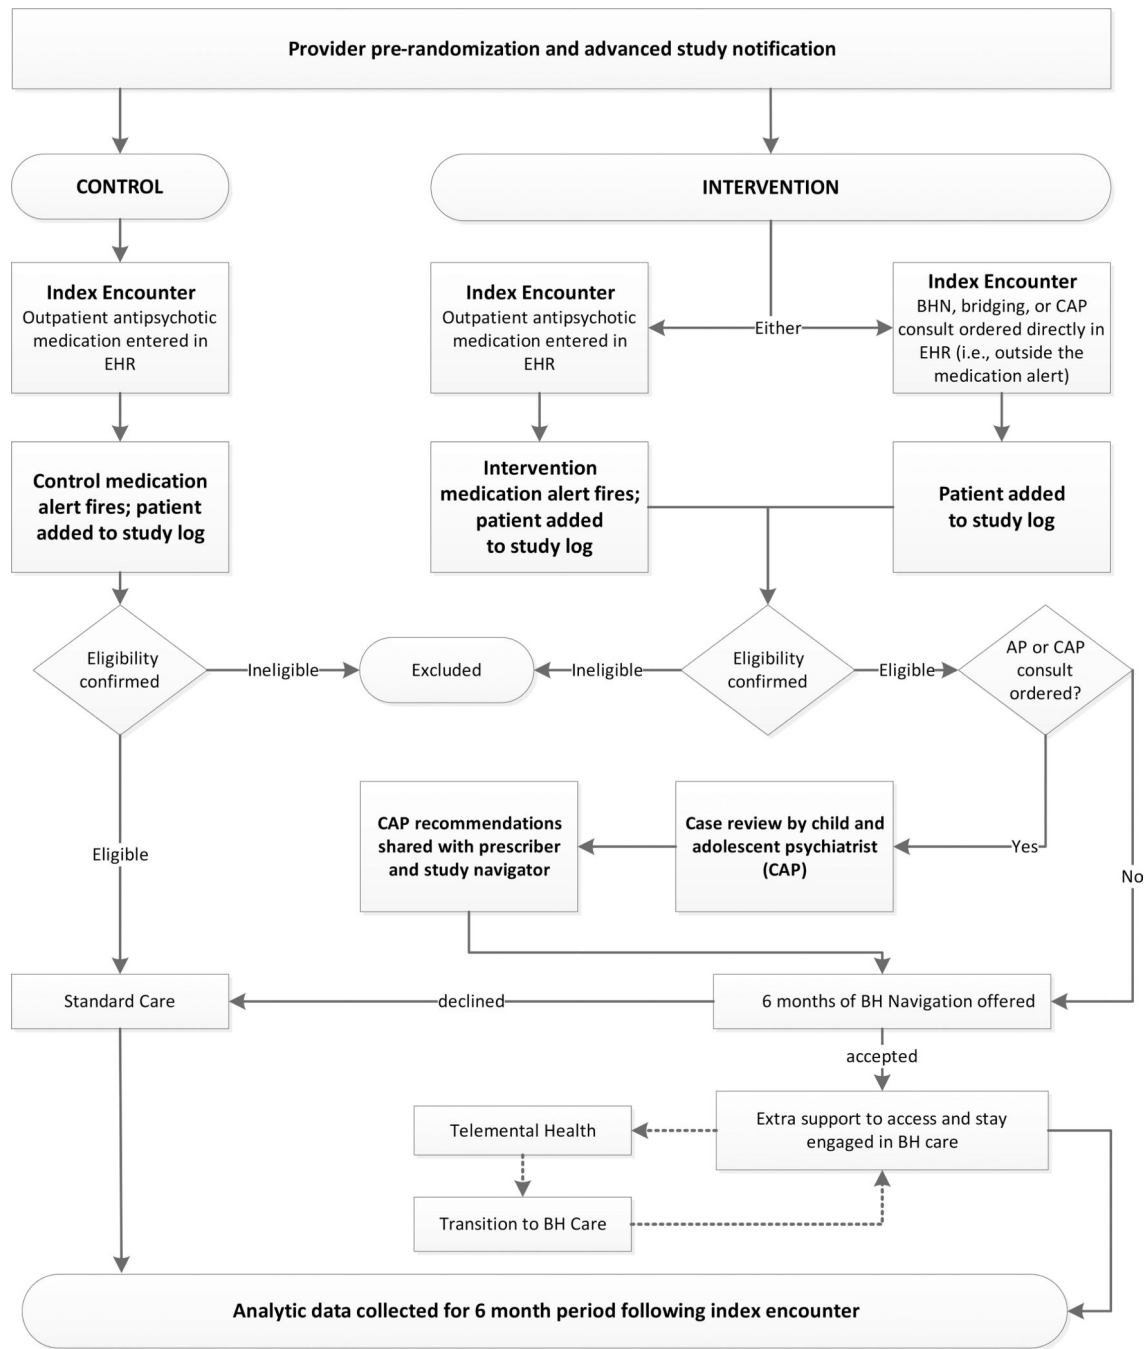 Provider pre-randomization and advanced study notification
CONTROL
INTERVENTION
Index Encounter
Outpatient antipsychotic
medication entered in
EHR
Index Encounter
Outpatient antipsychotic
medication entered in
EHR
Either
Index Encounter
BHN, bridging, or CAP
consult ordered directly in
EHR (i.e., outside the
medication alert)
Control medication
alert fires; patient
added to study log
Intervention
medication alert fires;
patient added
to study log
Patient added
to study log
Eligibility
confirmed
Ineligible
Excluded
Ineligible
Eligibility
confirmed
Eligible
AP or CAP
consult
ordered?
Eligible
CAP recommendations
shared with prescriber
and study navigator
Case review by child and
adolescent psychiatrist
(CAP)
Yes
No
Standard Care
declined
6 months of BH Navigation offered
accepted
Telemental Health
Extra support to access and stay
engaged in BH care
Transition to BH Care
Analytic data collected for 6 month period following index encounter